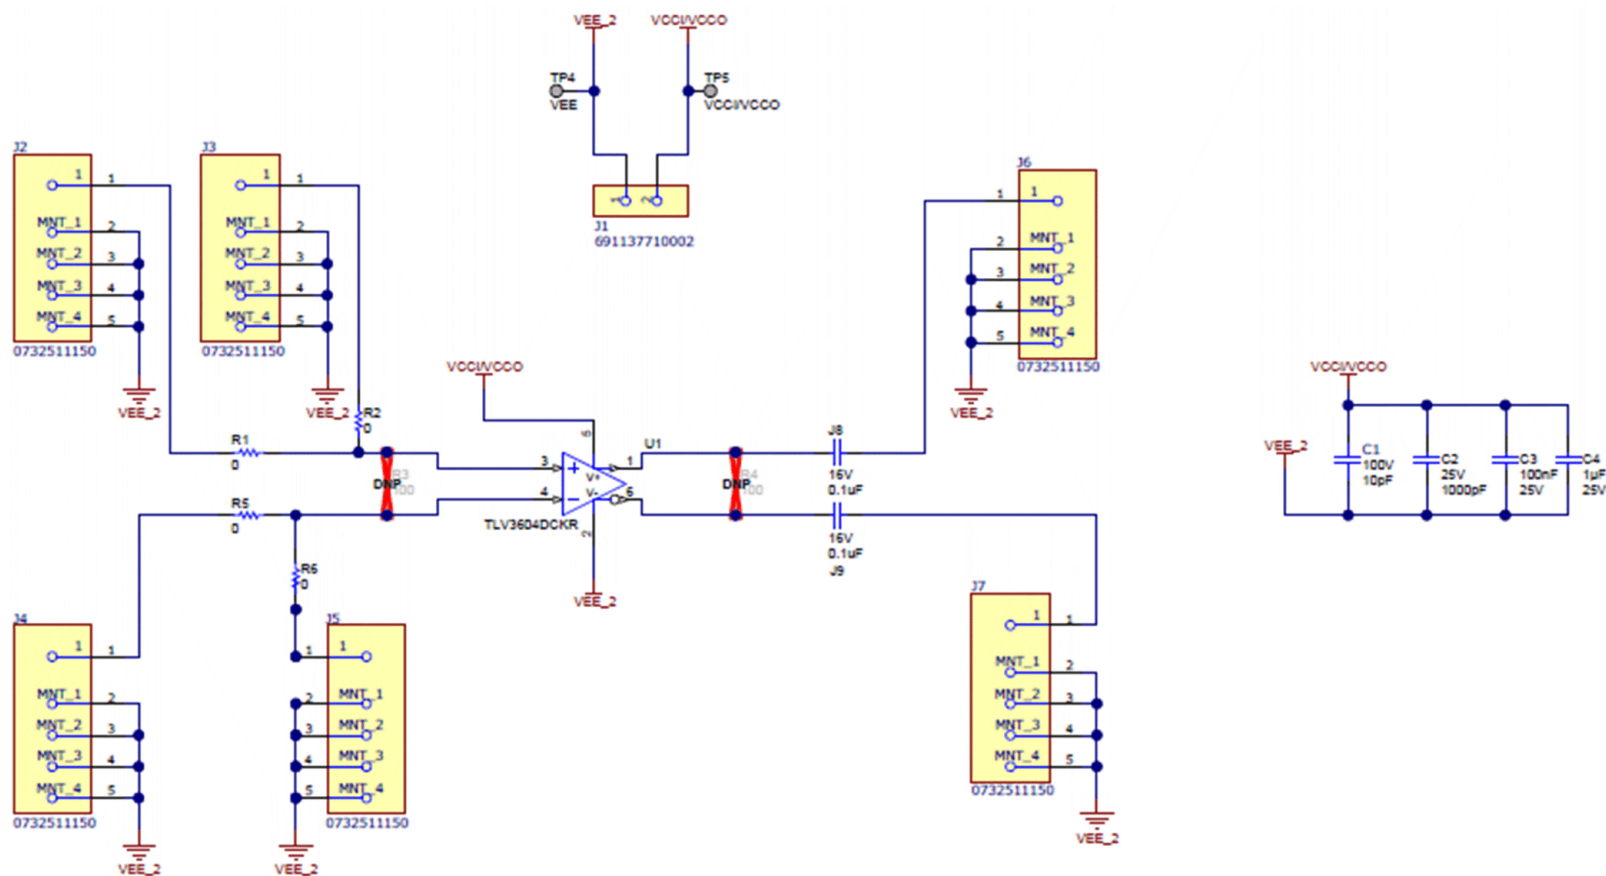 VEE_2
VCCI/VCCO
TP4
VEE
TP5
VCCI/VCCO
1
2
J1
691137710002
J2
1
1
MNT_1
2
MNT_2
3
MNT_3
4
MNT_4
5
0732511150
VEE_2
J3
1
1
MNT_1
2
MNT_2
3
MNT_3
4
MNT_4
5
0732511150
VEE_2
R2
0
R1
0
R5
0
R6
0
R3
DNP
100
VCCI/VCCO
5
U1
3
+
V+
1
4
V-
6
TLV3604DCKR
2
VEE_2
R4
DNP
100
J8
16V
0.1uF
16V
0.1uF
J9
J6
1
1
2
MNT_1
3
MNT_2
4
MNT_3
5
MNT_4
0732511150
VEE_2
VCCI/VCCO
VEE_2
C1
100V
10pF
C2
25V
1000pF
C3
100nF
25V
C4
1µF
25V
J4
1
1
MNT_1
2
MNT_2
3
MNT_3
4
MNT_4
5
0732511150
VEE_2
J5
1
1
2
MNT_1
3
MNT_2
4
MNT_3
5
MNT_4
0732511150
VEE_2
J7
1
1
MNT_1
2
MNT_2
3
MNT_3
4
MNT_4
5
0732511150
VEE_2